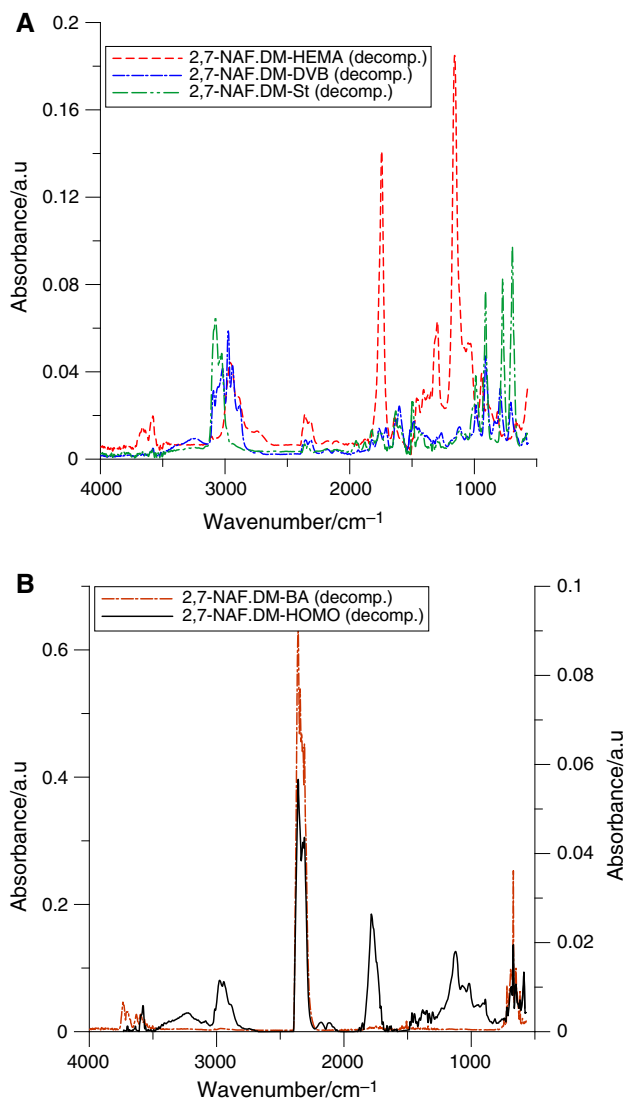 A
0.2
2,7-NAF.DM-HEMA (decomp.)
2,7-NAF.DM-DVB (decomp.)
2,7-NAF.DM-St (decomp.)
0.16
0.12
0.08
0.04
0
Absorbance/a.u
4000 3000 2000 1000
Wavenumber/cm⁻¹
B
2,7-NAF.DM-BA (decomp.)
2,7-NAF.DM-HOMO (decomp.)
0.6
0.4
0.2
0
Absorbance/a.u
0.1
0.08
0.06
0.04
0.02
0
Absorbance/a.u
4000 3000 2000 1000
Wavenumber/cm⁻¹